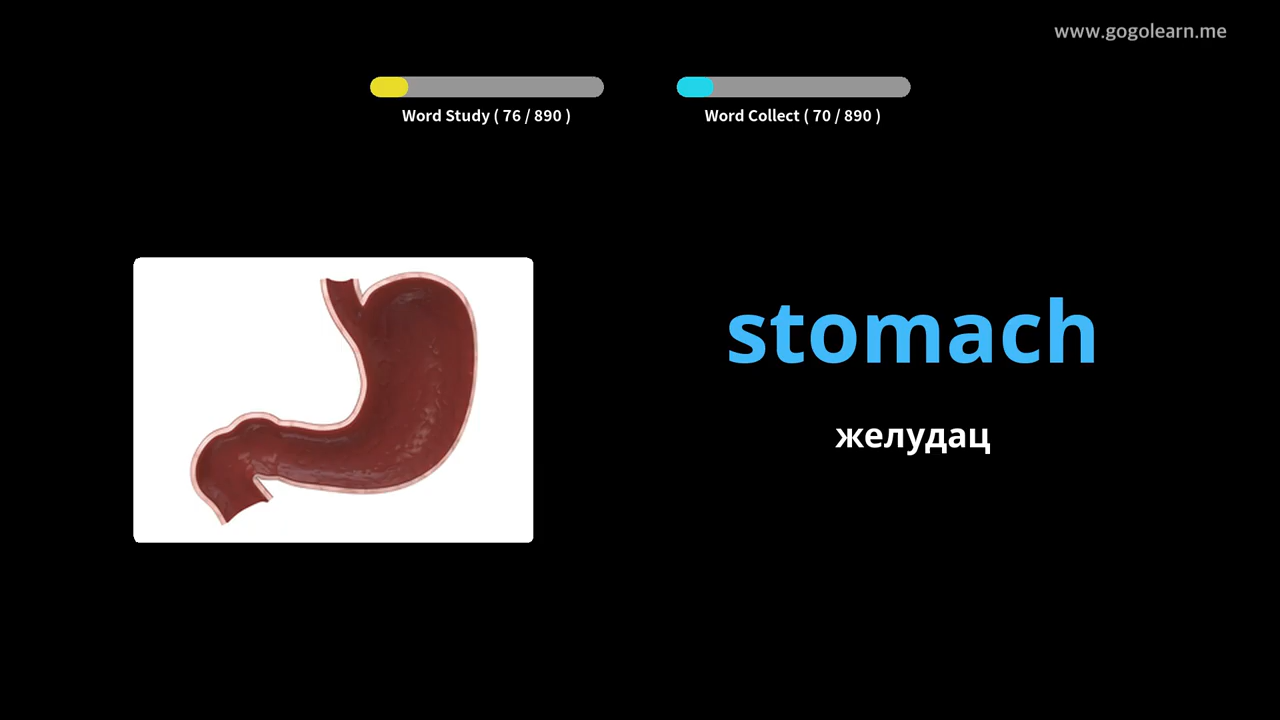 www.gogolearn.me
Word Study ( 76 / 890 )
Word Collect ( 70 / 890 )
stomach
желудац